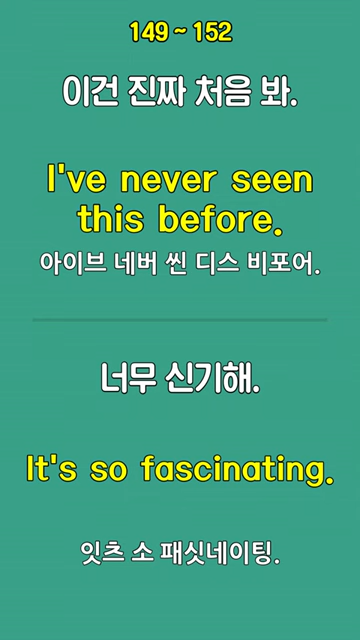 149 ~ 152
이건 진짜 처음 봐.
I've never seen
this before.
아이브 네버 씬 디스 비포어.
너무 신기해.
It's so fascinating.
잇츠 소 패싯네이팅.